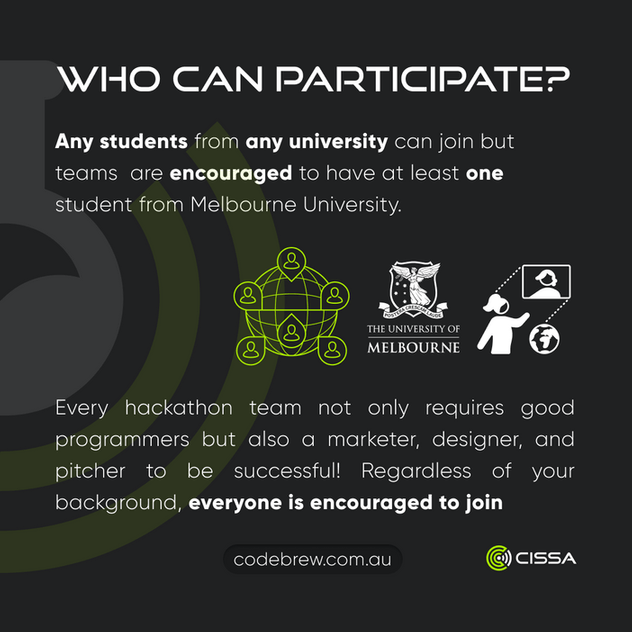 WHO CAN PARTICIPATE?
Any students from any university can join but
teams are encouraged to have at least one
student from Melbourne University.
POSTERA CRESCAM LAUDE
THE UNIVERSITY OF
MELBOURNE
Every hackathon team not only requires good
programmers but also a marketer, designer, and
pitcher to be successful! Regardless of your
background, everyone is encouraged to join
codebrew.com.au
CISSA